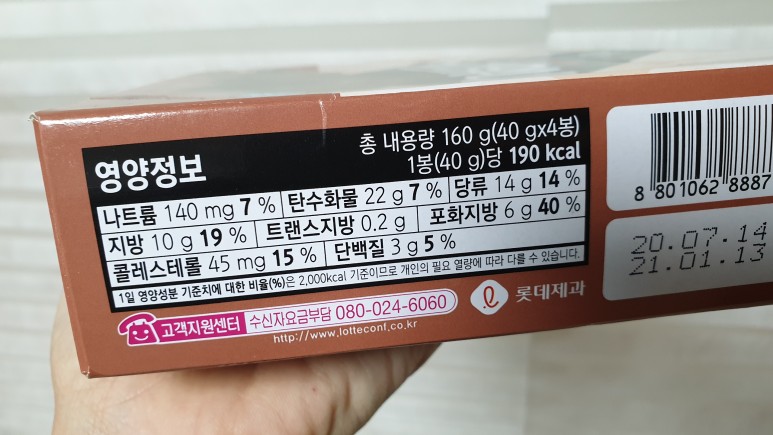 영양정보
총 내용량 160 g(40 gx4봉)
1봉(40 g)당 190 kcal
나트륨 140 mg 7 % 탄수화물 22 g 7 % 당류 14 g 14 %
지방 10 g 19 % 트랜스지방 0.2 g 포화지방 6 g 40 %
콜레스테롤 45 mg 15 % 단백질 3 g 5 %
1일 영양성분 기준치에 대한 비율(%)은 2,000kcal 기준이므로 개인의 필요 열량에 따라 다를 수 있습니다.
고객지원센터 수신자요금부담 080-024-6060
http://www.lotteconf.co.kr
롯데제과
8 801062 8887
20.07.14
21.01.13